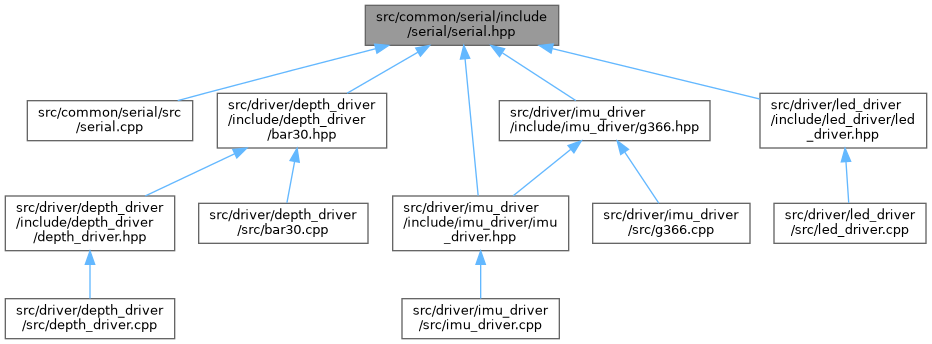 src/common/serial/include
/serial/serial.hpp
src/common/serial/src
/serial.cpp
src/driver/depth_driver
/include/depth_driver
/bar30.hpp
src/driver/imu_driver
/include/imu_driver/g366.hpp
src/driver/led_driver
/include/led_driver/led
_driver.hpp
src/driver/depth_driver
/include/depth_driver
/depth_driver.hpp
src/driver/depth_driver
/src/bar30.cpp
src/driver/imu_driver
/include/imu_driver/imu
_driver.hpp
src/driver/imu_driver
/src/g366.cpp
src/driver/led_driver
/src/led_driver.cpp
src/driver/depth_driver
/src/depth_driver.cpp
src/driver/imu_driver
/src/imu_driver.cpp